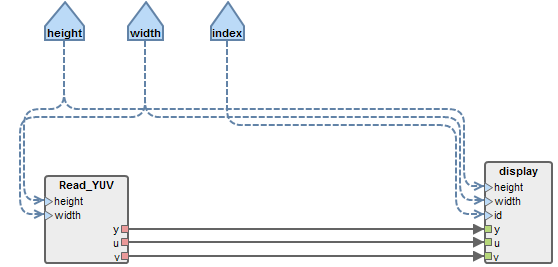 height
width
index
Read_YUV
height
width
y
u
v
display
height
width
id
y
u
v